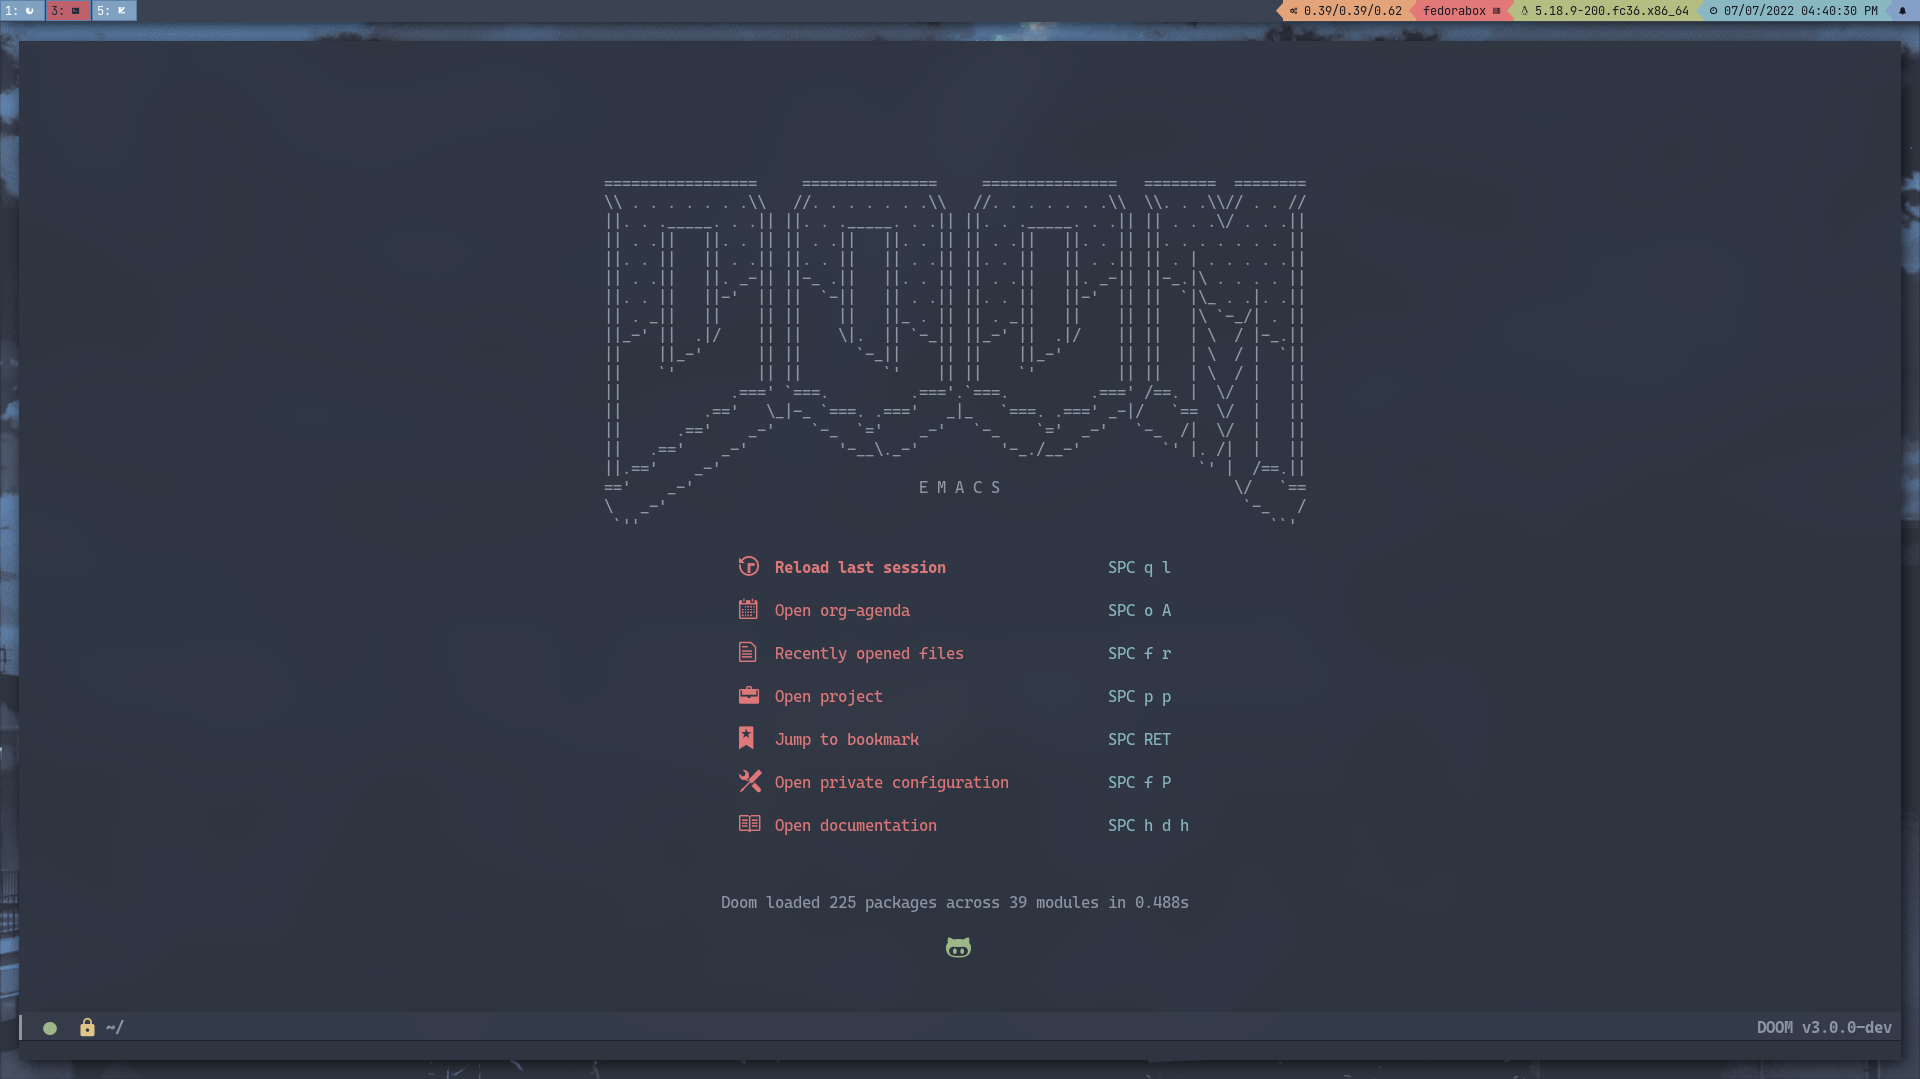 1: 3: 5: 0.39/0.39/0.62 fedorabox 5.18.9-200.fc36.x86_64 07/07/2022 04:40:30 PM
E M A C S
Reload last session SPC q l
Open org-agenda SPC o A
Recently opened files SPC f r
Open project SPC p p
Jump to bookmark SPC RET
Open private configuration SPC f P
Open documentation SPC h d h
Doom loaded 225 packages across 39 modules in 0.488s
~/ DOOM v3.0.0-dev